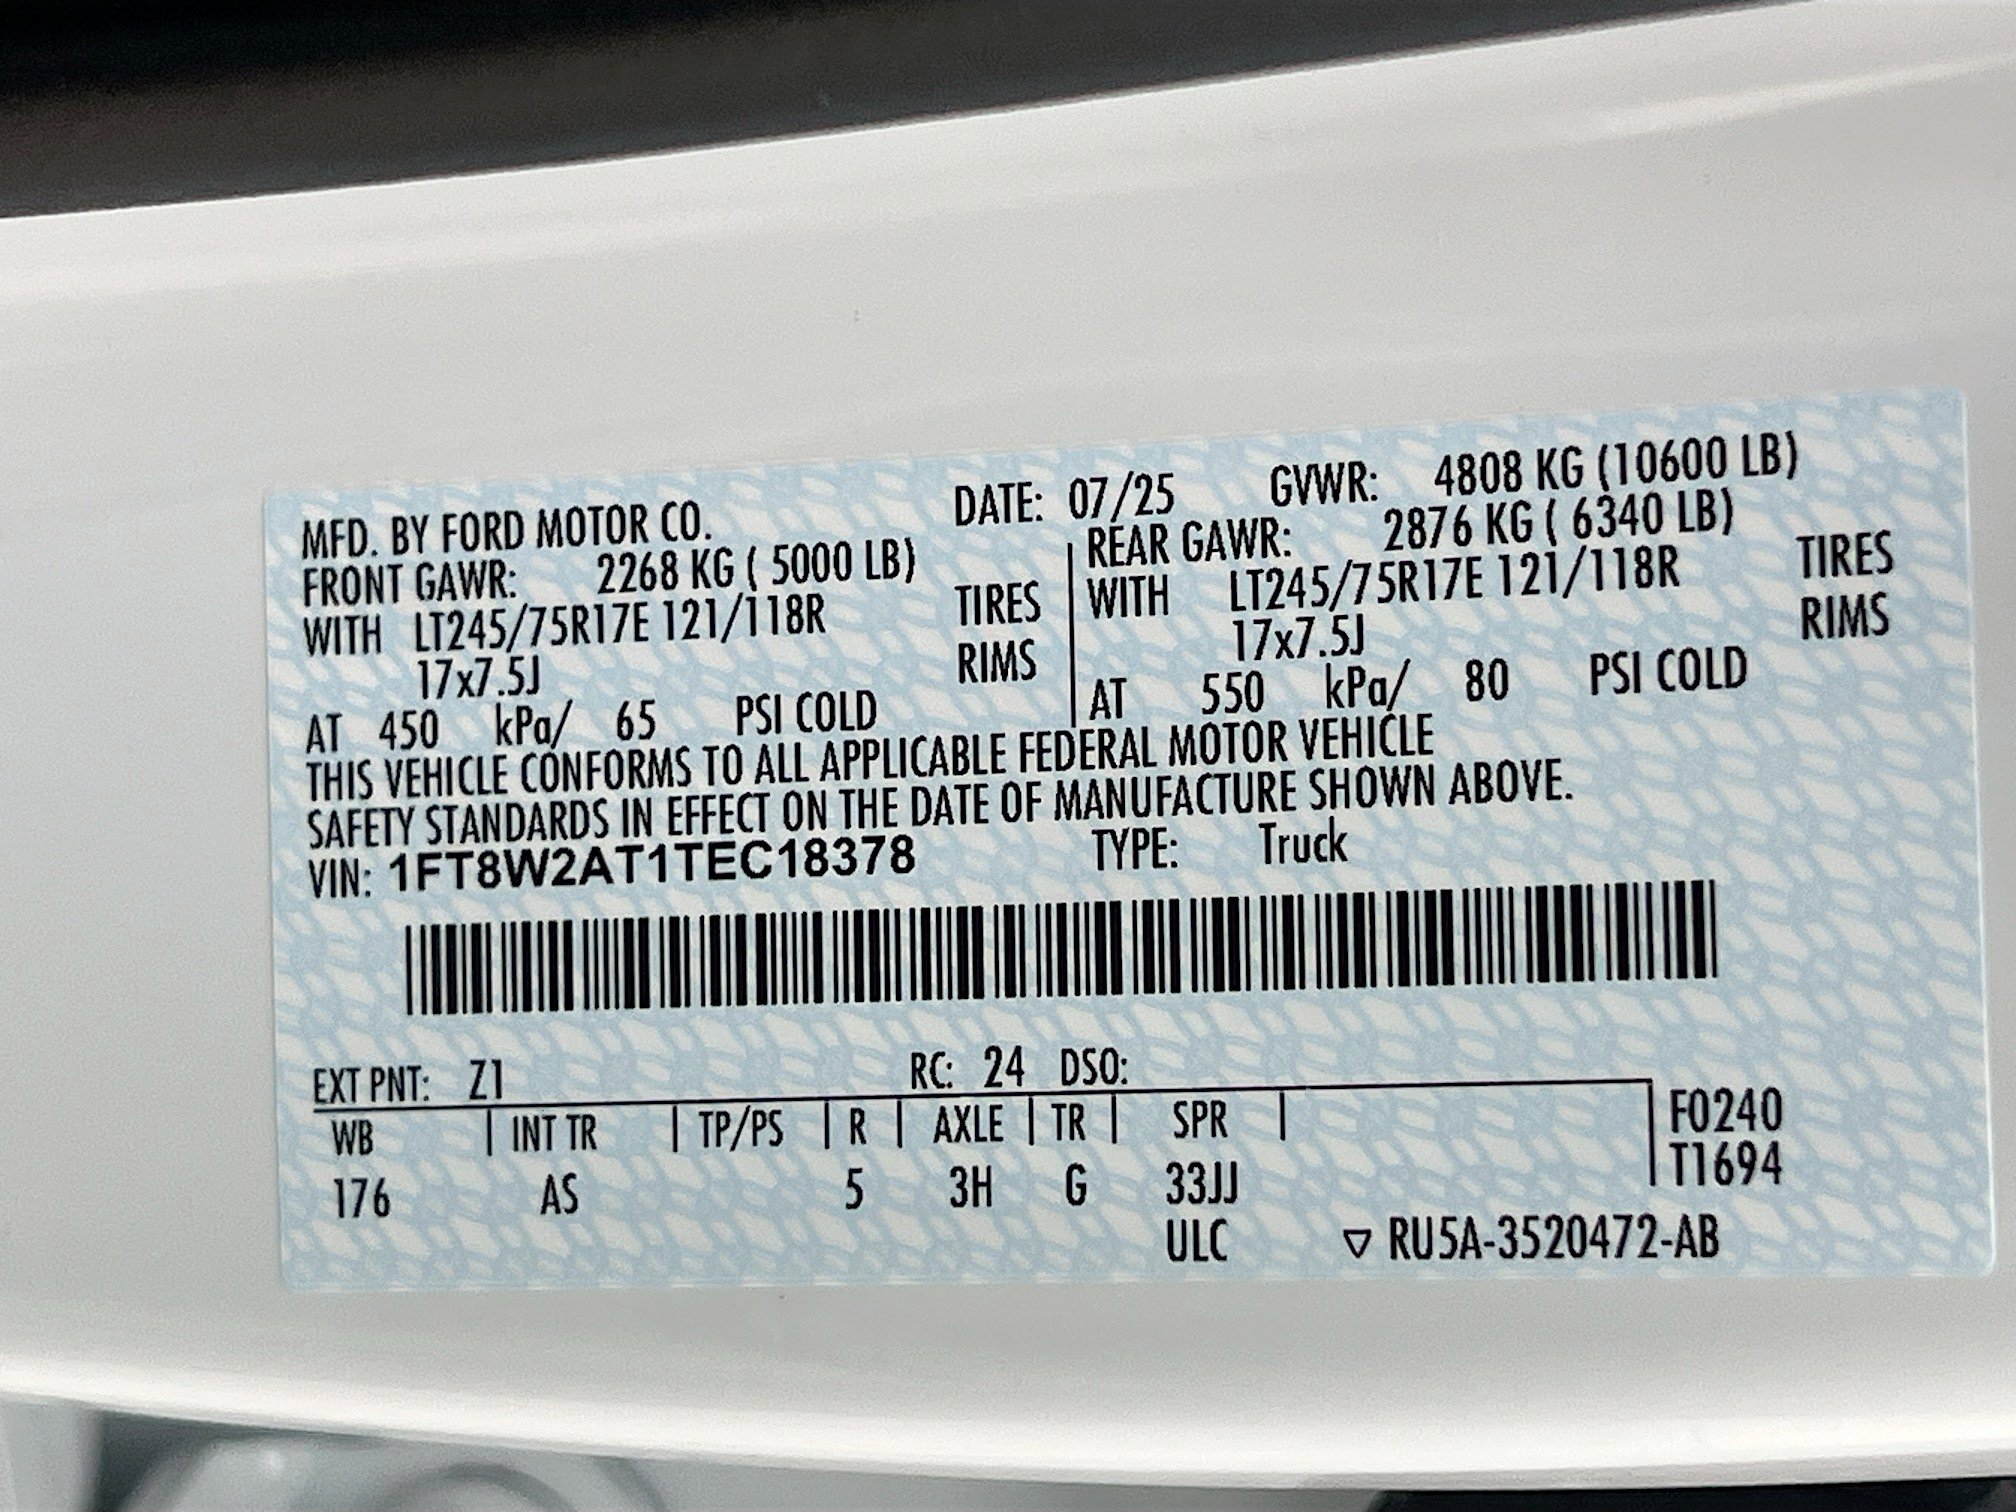 MFD. BY FORD MOTOR CO. DATE: 07/25 GVWR: 4808 KG (10600 LB)
FRONT GAWR: 2268 KG ( 5000 LB) REAR GAWR: 2876 KG ( 6340 LB)
WITH LT245/75R17E 121/118R TIRES WITH LT245/75R17E 121/118R TIRES
17x7.5J RIMS 17x7.5J RIMS
AT 450 kPa/ 65 PSI COLD AT 550 kPa/ 80 PSI COLD
THIS VEHICLE CONFORMS TO ALL APPLICABLE FEDERAL MOTOR VEHICLE
SAFETY STANDARDS IN EFFECT ON THE DATE OF MANUFACTURE SHOWN ABOVE.
VIN: 1FT8W2AT1TEC18378 TYPE: Truck
EXT PNT: Z1 RC: 24 DSO:
WB | INT TR | TP/PS | R | AXLE | TR | SPR | F0240
T1694
176 AS 5 3H G 33JJ
ULC ▽ RU5A-3520472-AB